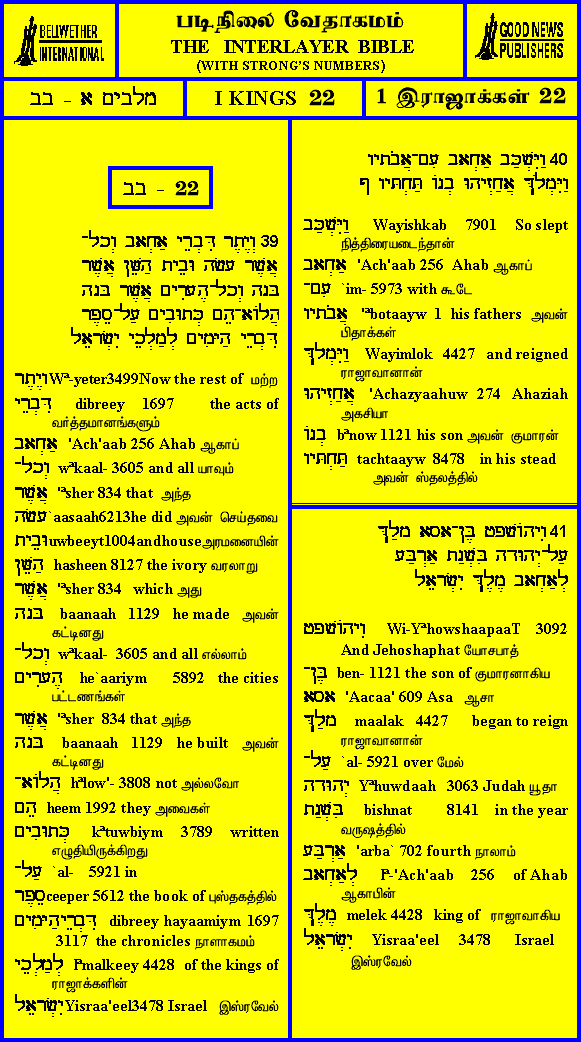 BELLWETHER
INTERNATIONAL
படிநிலை வேதாகமம்
THE INTERLAYER BIBLE
(WITH STRONG'S NUMBERS)
GOOD NEWS
PUBLISHERS
מלבים א - בב
I KINGS 22
1 இராஜாக்கள் 22
בב - 22
39 וְיֶתֶר דִּבְרֵי אַחְאָב וְכָל־
אֲשֶׁר עָשָׂה וּבֵית הַשֵּׁן אֲשֶׁר
בָּנָה וְכָל־הֶעָרִים אֲשֶׁר בָּנָה
הֲלוֹא־הֵם כְּתוּבִים עַל־סֵפֶר
דִּבְרֵי הַיָּמִים לְמַלְכֵי יִשְׂרָאֵל
וְיֶתֶר Wª-yeter3499Now the rest of மற்ற
דִּבְרֵי dibreey 1697 the acts of
வர்த்தமானங்களும்
אַחְאָב 'Ach'aab 256 Ahab ஆகாப்
וְכָל־ wªkaal- 3605 and all யாவும்
אֲשֶׁר 'ªsher 834 that அந்த
עָשָׂה `aasaah6213he did அவன் செய்தவை
וּבֵית uwbeeyt1004andhouseஅரமனையின்
הַשֵּׁן hasheen 8127 the ivory வரலாறு
אֲשֶׁר 'ªsher 834 which அது
בָּנָה baanaah 1129 he made அவன்
கட்டினது
וְכָל־ wªkaal- 3605 and all எல்லாம்
הֶעָרִים he`aariym 5892 the cities
பட்டணங்கள்
אֲשֶׁר 'ªsher 834 that அந்த
בָּנָה baanaah 1129 he built அவன்
கட்டினது
הֲלוֹא־ hªlow'- 3808 not அல்லவோ
הֵם heem 1992 they அவைகள்
כְּתוּבִים kªtuwbiym 3789 written
எழுதியிருக்கிறது
עַל־ `al- 5921 in
סֵפֶר ceeper 5612 the book of புஸ்தகத்தில்
דִּבְרֵי הַיָּמִים dibreey hayaamiym 1697
3117 the chronicles நாளாகமம்
לְמַלְכֵי lªmalkeey 4428 of the kings of
ராஜாக்களின்
יִשְׂרָאֵל Yisraa'eel3478 Israel இஸ்ரவேல்
40 וַיִּשְׁכַּב אַחְאָב עִם־אֲבֹתָיו
וַיִּמְלֹךְ אֲחַזְיָהוּ בְנוֹ תַּחְתָּיו ף
וַיִּשְׁכַּב Wayishkab 7901 So slept
நித்திரையடைந்தான்
אַחְאָב 'Ach'aab 256 Ahab ஆகாப்
עִם־ `im- 5973 with கூடே
אֲבֹתָיו 'ªbotaayw 1 his fathers அவன்
பிதாக்கள்
וַיִּמְלֹךְ Wayimlok 4427 and reigned
ராஜாவானான்
אֲחַזְיָהוּ 'Achazyaahuw 274 Ahaziah
அகசியா
בְנוֹ bªnow 1121 his son அவன் குமாரன்
תַּחְתָּיו tachtaayw 8478 in his stead
அவன் ஸ்தலத்தில்
41 וִיהוֹשָׁפָט בֶּן־אָסָא מָלַךְ
עַל־יְהוּדָה בִּשְׁנַת אַרְבַּע
לְאַחְאָב מֶלֶךְ יִשְׂרָאֵל
וִיהוֹשָׁפָט Wi-YªhowshaapaaT 3092
And Jehoshaphat யோசபாத்
בֶּן־ ben- 1121 the son of குமாரனாகிய
אָסָא 'Aacaa' 609 Asa ஆசா
מָלַךְ maalak 4427 began to reign
ராஜாவானான்
עַל־ `al- 5921 over மேல்
יְהוּדָה Yªhuwdaah 3063 Judah யூதா
בִּשְׁנַת bishnat 8141 in the year
வருஷத்தில்
אַרְבַּע 'arba` 702 fourth நாலாம்
לְאַחְאָב lª-'Ach'aab 256 of Ahab
ஆகாபின்
מֶלֶךְ melek 4428 king of ராஜாவாகிய
יִשְׂרָאֵל Yisraa'eel 3478 Israel
இஸ்ரவேல்